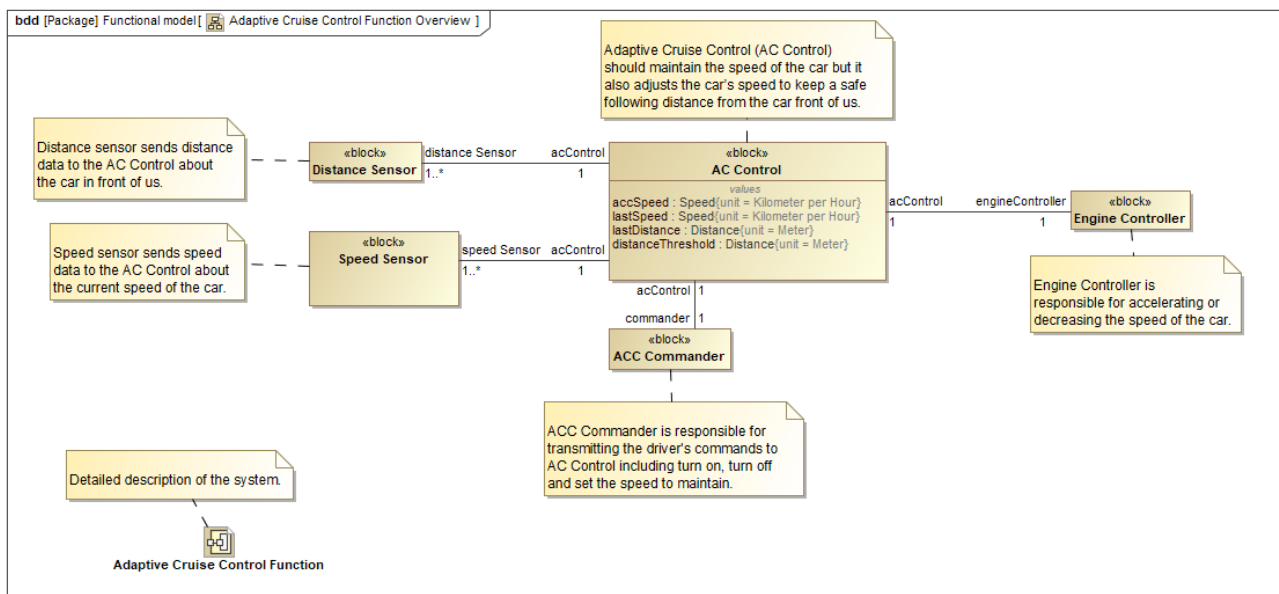 bdd [Package] Functional model[ Adaptive Cruise Control Function Overview ]
Adaptive Cruise Control (AC Control)
should maintain the speed of the car but it
also adjusts the car's speed to keep a safe
following distance from the car front of us.
Distance sensor sends distance
data to the AC Control about
the car in front of us.
«block»
Distance Sensor
distance Sensor
1..*
acControl
1
«block»
AC Control
values
accSpeed : Speed{unit = Kilometer per Hour}
lastSpeed : Speed{unit = Kilometer per Hour}
lastDistance : Distance{unit = Meter}
distanceThreshold : Distance{unit = Meter}
acControl
1
engineController
1
«block»
Engine Controller
Speed sensor sends speed
data to the AC Control about
the current speed of the car.
«block»
Speed Sensor
speed Sensor
1..*
acControl
1
Engine Controller is
responsible for accelerating or
decreasing the speed of the car.
acControl 1
commander 1
«block»
ACC Commander
ACC Commander is responsible for
transmitting the driver's commands to
AC Control including turn on, turn off
and set the speed to maintain.
Detailed description of the system.
Adaptive Cruise Control Function